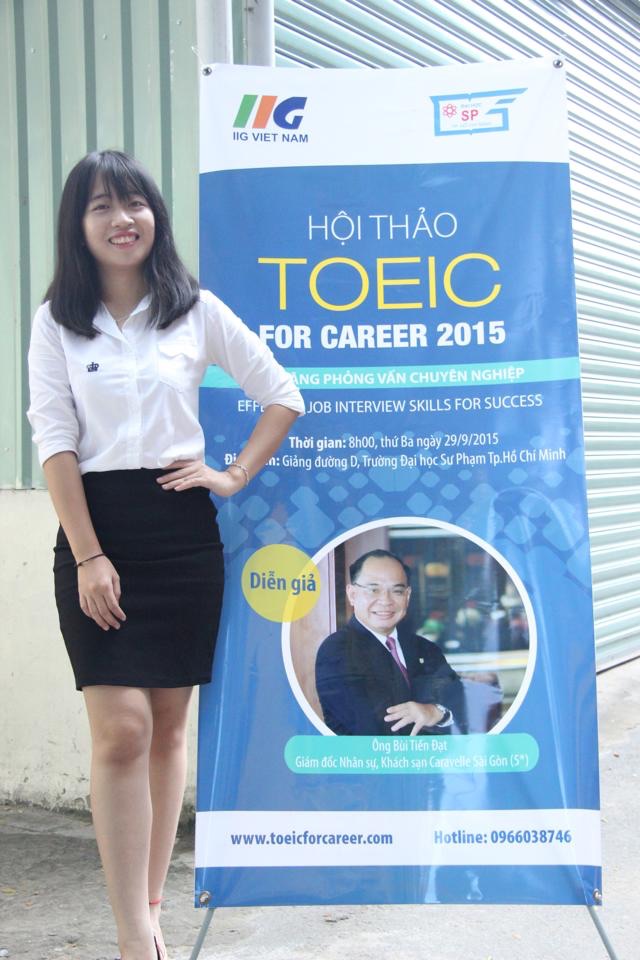 IIG
IIG VIET NAM
ĐẠI HỌC
SP
HỘI THẢO
TOEIC
FOR CAREER 2015
PHỎNG VẤN CHUYÊN NGHIỆP
JOB INTERVIEW SKILLS FOR SUCCESS
Thời gian: 8h00, thứ Ba ngày 29/9/2015
Giảng đường D, Trường Đại học Sư Phạm Tp.Hồ Chí Minh
Diễn giả
Ông Bùi Tiến Đạt
Giám đốc Nhân sự, Khách sạn Caravelle Sài Gòn (5*)
www.toeicforcareer.com Hotline: 0966038746